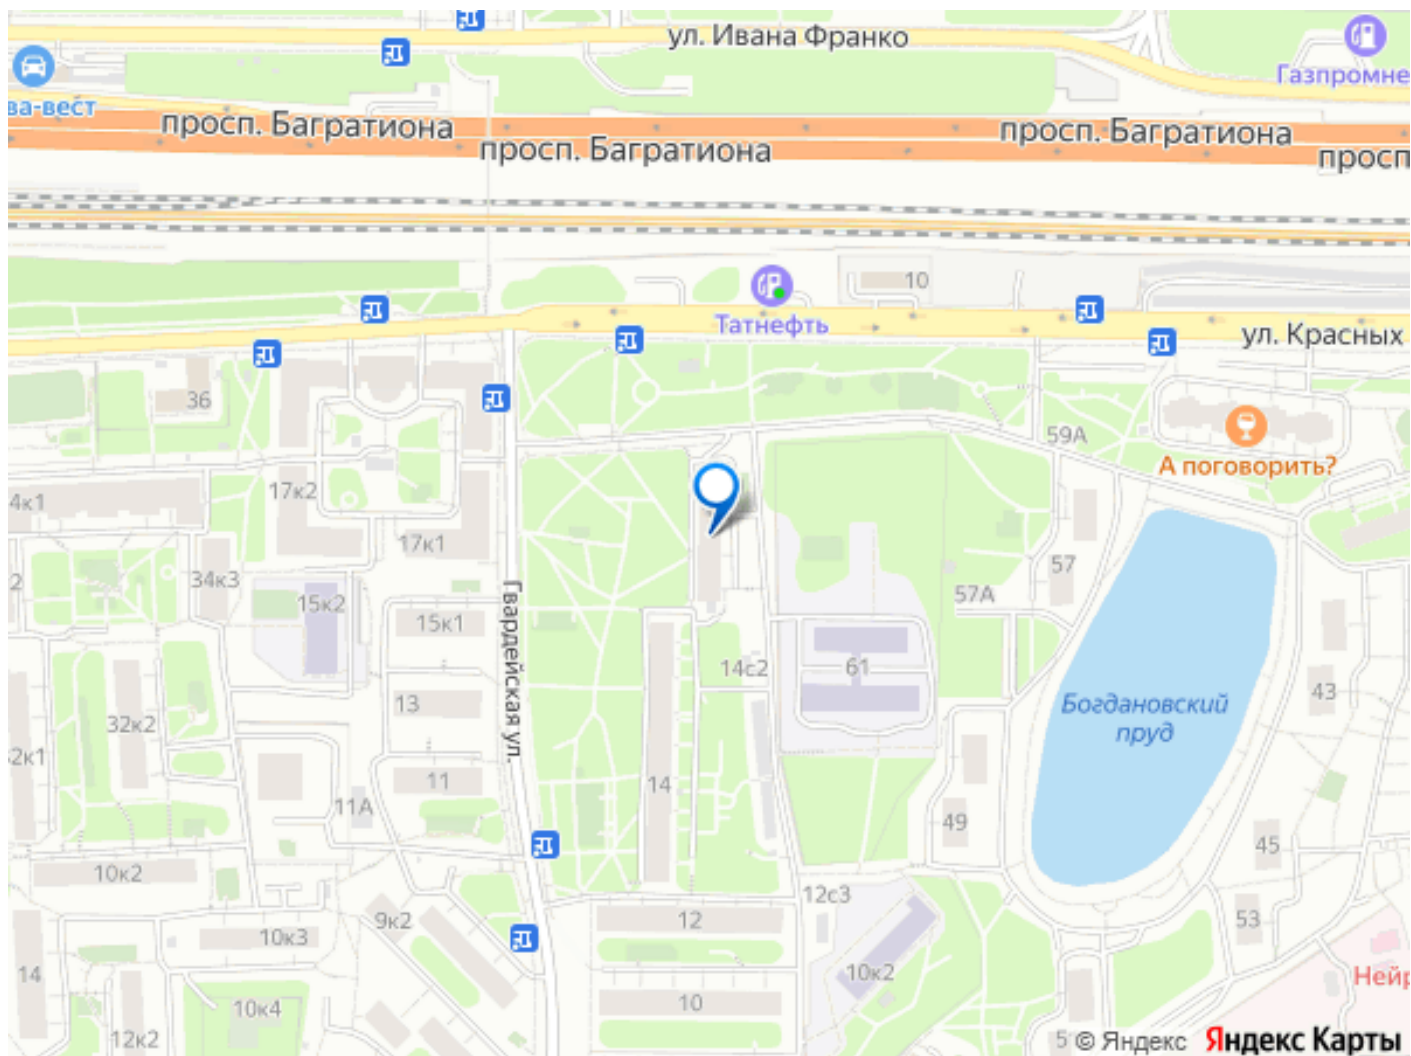 ул. Ивана Франко
Газпромне
ва-вест
просп. Багратиона
просп. Багратиона
просп. Багратиона
просп
10
Татнефть
ул. Красных
36
59А
А поговорить?
4к1
17к2
17к1
57
2
34к3
57А
15к2
15к1
Гвардейская ул.
14с2
61
43
13
Богдановский
пруд
32к2
2к1
11
14
11А
49
45
10к2
12с3
9к2
12
53
10к3
14
10к2
Нейр
10к4
10
12к2
5
© Яндекс
Яндекс Карты